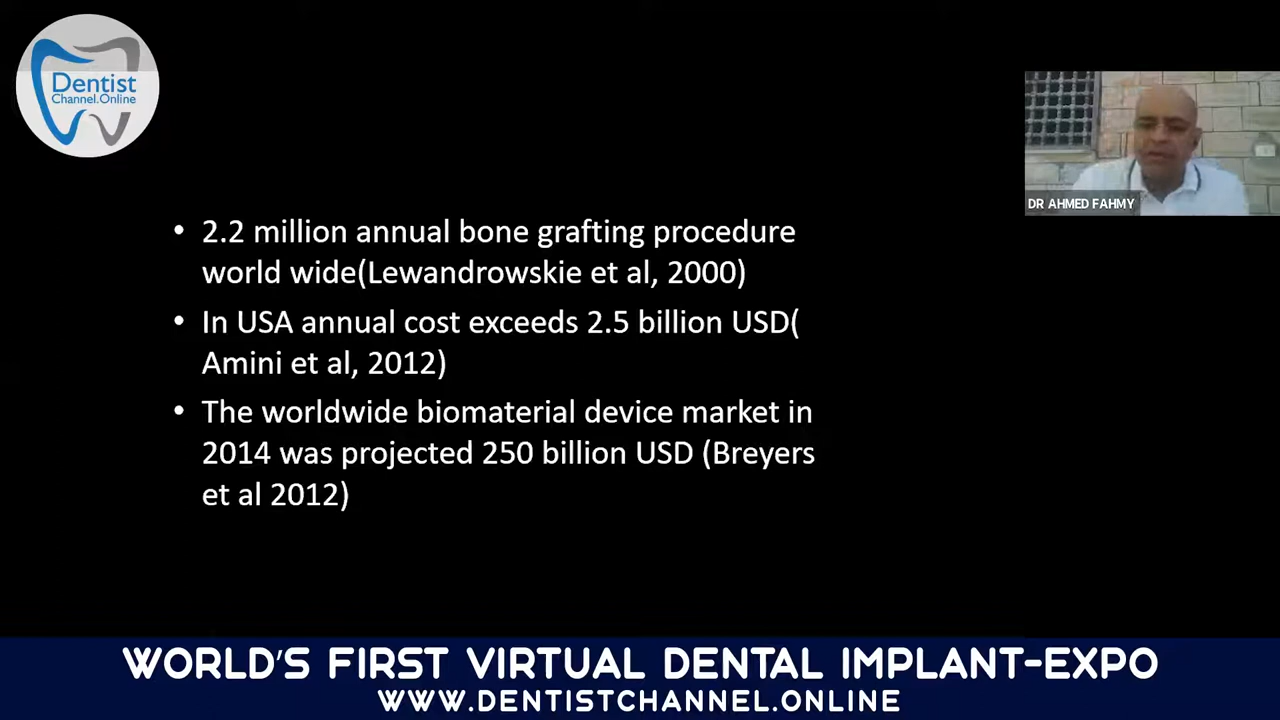 Dentist
Channel.Online
DR AHMED FAHMY
• 2.2 million annual bone grafting procedure
world wide(Lewandrowskie et al, 2000)
• In USA annual cost exceeds 2.5 billion USD(
Amini et al, 2012)
• The worldwide biomaterial device market in
2014 was projected 250 billion USD (Breyers
et al 2012)
WORLD'S FIRST VIRTUAL DENTAL IMPLANT-EXPO
WWW.DENTISTCHANNEL.ONLINE